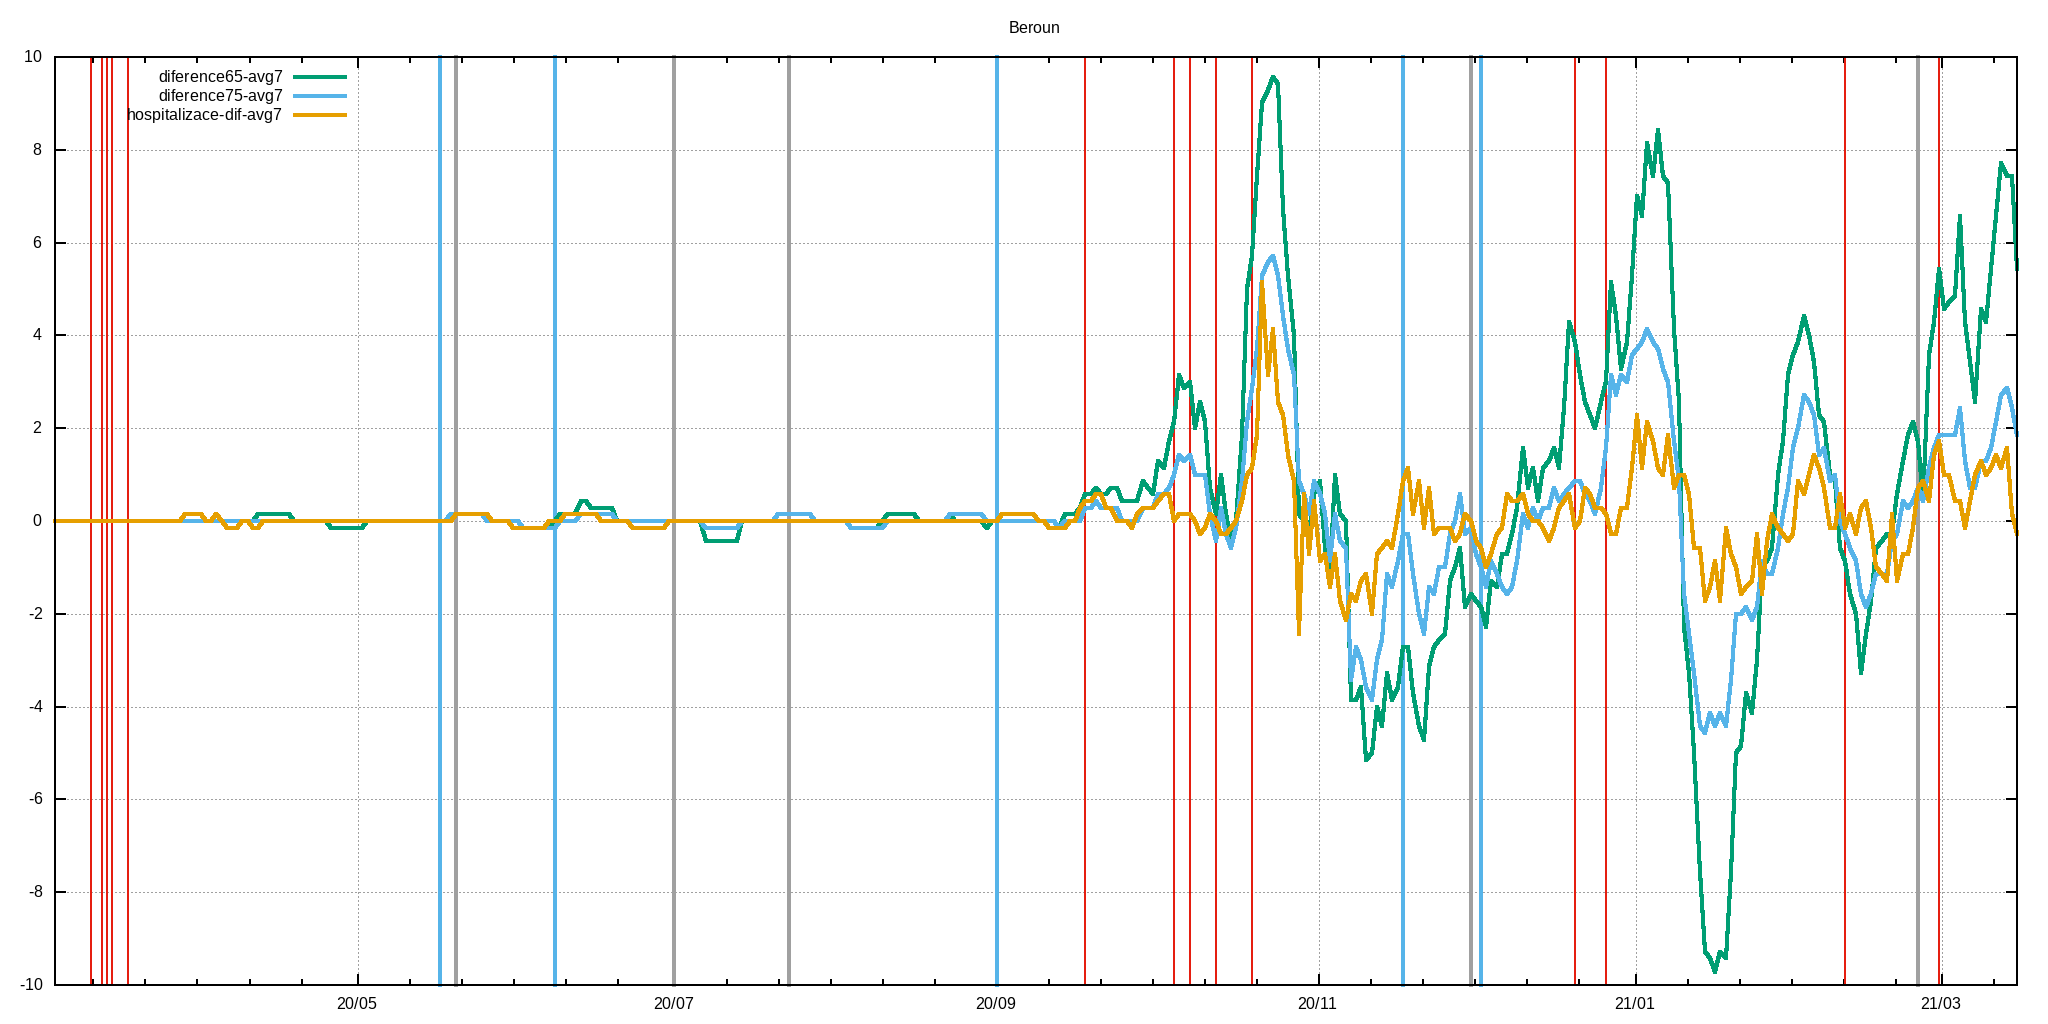 Beroun
10
diference65-avg7
diference75-avg7
hospitalizace-dif-avg7
8
6
4
2
0
-2
-4
-6
-8
-10
20/05 20/07 20/09 20/11 21/01 21/03